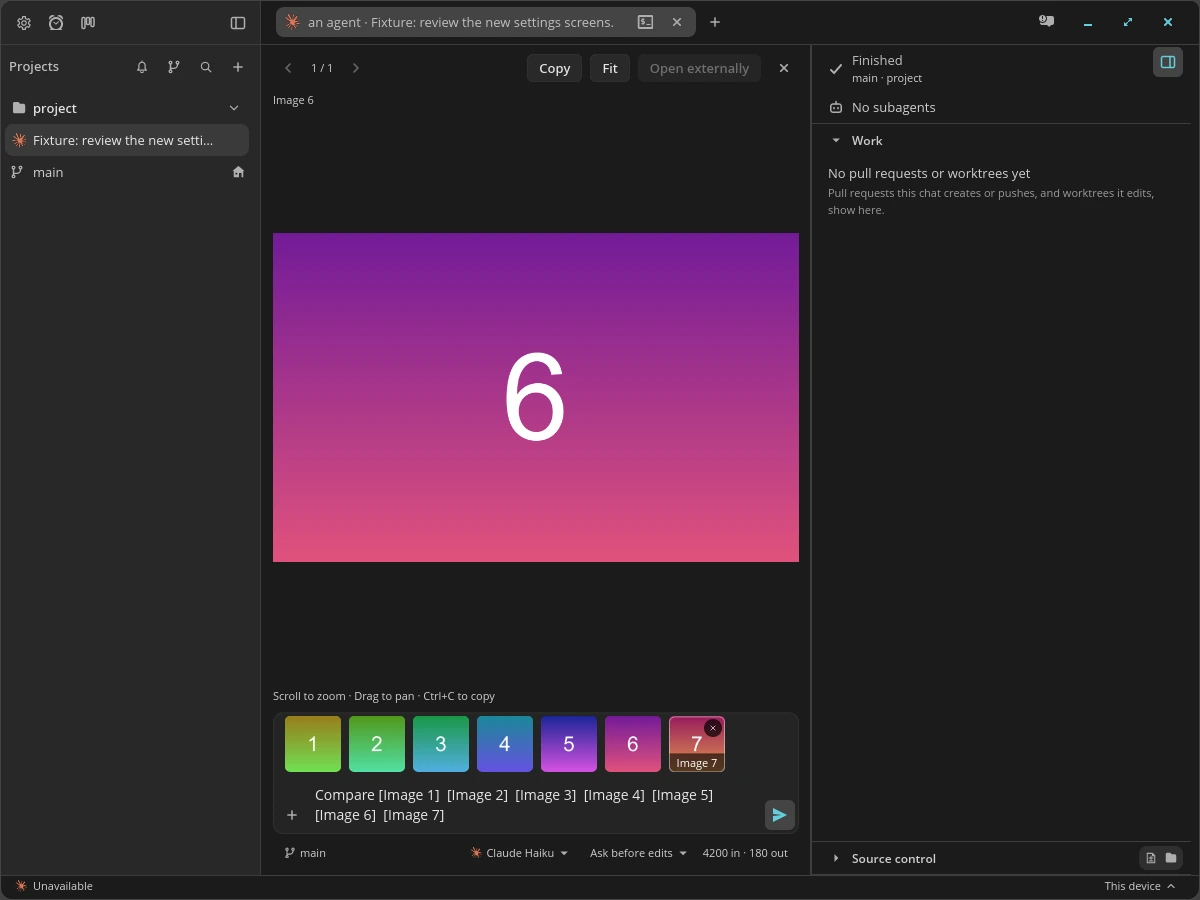 an agent · Fixture: review the new settings screens.
Projects
project
Fixture: review the new setti...
main
1 / 1
Copy
Fit
Open externally
Image 6
6
Scroll to zoom · Drag to pan · Ctrl+C to copy
1
2
3
4
5
6
7
Image 7
Compare [Image 1]  [Image 2]  [Image 3]  [Image 4]  [Image 5]
[Image 6]  [Image 7]
main
Claude Haiku
Ask before edits
4200 in · 180 out
Finished
main · project
No subagents
Work
No pull requests or worktrees yet
Pull requests this chat creates or pushes, and worktrees it edits,
show here.
Source control
Unavailable
This device